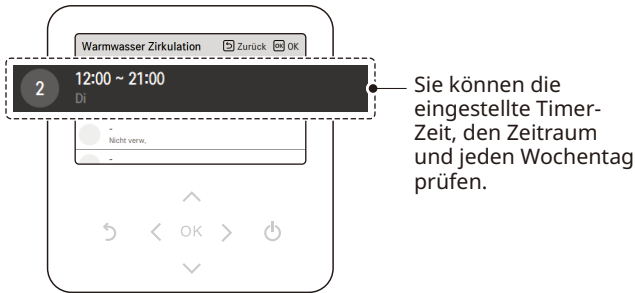 Warmwasser Zirkulation Zurück OK OK
2 12:00 ~ 21:00
Di
-
Nicht verw,
-
OK
Sie können die
eingestellte Timer-
Zeit, den Zeitraum
und jeden Wochentag
prüfen.